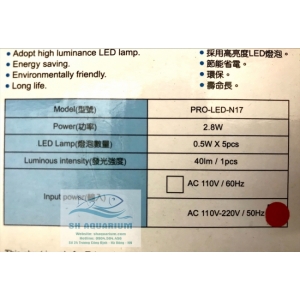 Adopt high luminance LED lamp.
Energy saving.
Environmentally friendly.
Long life.
採用高亮度LED燈泡。
節能省電。
環保。
壽命長。
Model(型號) PRO-LED-N17
Power(功率) 2.8W
LED Lamp(燈泡數量) 0.5W X 5pcs
Luminous intensity(發光強度) 40lm / 1pcs
Input power(輸入)
AC 110V / 60Hz
AC 110V-220V / 50Hz
SH AQUARIUM